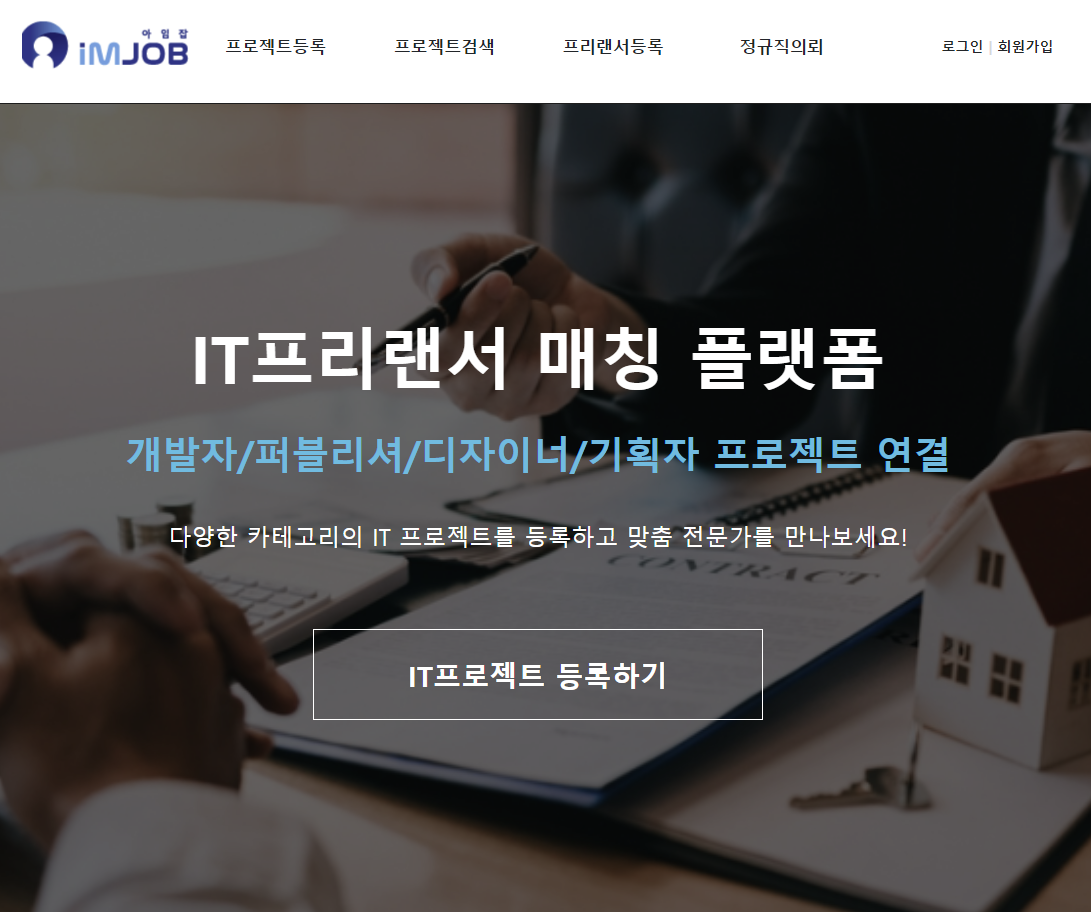 아 임 잡
iMJOB
프로젝트등록 프로젝트검색 프리랜서등록 정규직의뢰 로그인 | 회원가입
IT프리랜서 매칭 플랫폼
개발자/퍼블리셔/디자이너/기획자 프로젝트 연결
다양한 카테고리의 IT 프로젝트를 등록하고 맞춤 전문가를 만나보세요!
CONTRACT
IT프로젝트 등록하기